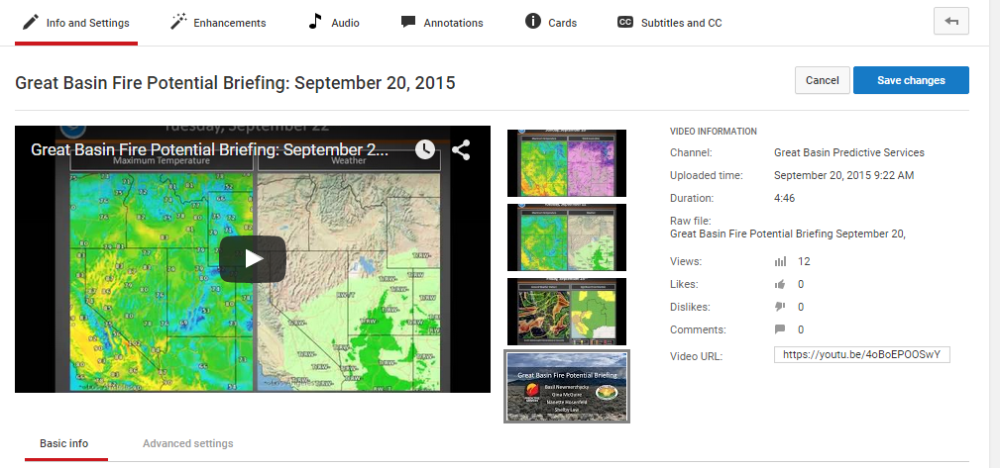 Info and Settings
Enhancements
Audio
Annotations
Cards
CC Subtitles and CC
Great Basin Fire Potential Briefing: September 20, 2015
Cancel
Save changes
Tuesday, September 22
Great Basin Fire Potential Briefing: September 2...
Maximum Temperature
Weather
VIDEO INFORMATION
Channel: Great Basin Predictive Services
Uploaded time: September 20, 2015 9:22 AM
Duration: 4:46
Raw file:
Great Basin Fire Potential Briefing September 20,
Views: 12
Likes: 0
Dislikes: 0
Comments: 0
Video URL: https://youtu.be/4oBoEPOOSwY
Great Basin Fire Potential Briefing
Gina McGuire
Nanette Hosenfeld
Shelby Law
Basic info
Advanced settings